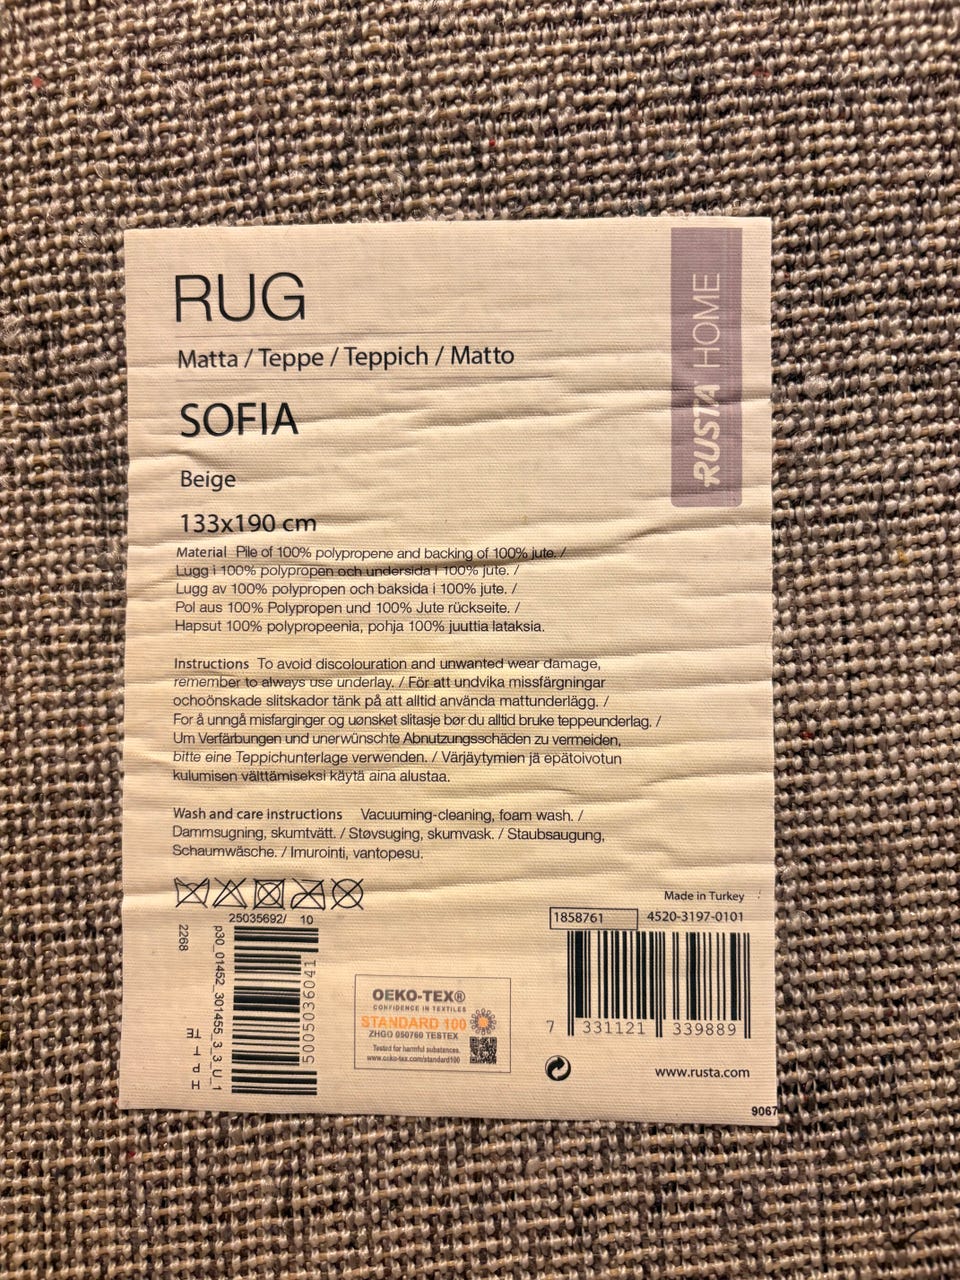 RUG
Matta / Teppe / Teppich / Matto
SOFIA
Beige
133x190 cm
Material Pile of 100% polypropene and backing of 100% jute. /
Lugg i 100% polypropen och undersida i 100% jute. /
Lugg av 100% polypropen och baksida i 100% jute. /
Pol aus 100% Polypropen und 100% Jute rückseite. /
Hapsut 100% polypropeenia, pohja 100% juuttia lataksia.
Instructions To avoid discolouration and unwanted wear damage,
remember to always use underlay. / För att undvika missfärgningar
ochoönskade slitskador tänk på att alltid använda mattunderlägg. /
For å unngå misfarginger og uønsket slitasje bør du alltid bruke teppeunderlag. /
Um Verfärbungen und unerwünschte Abnutzungsschäden zu vermeiden,
bitte eine Teppichunterlage verwenden. / Värjäytymien ja epätoivotun
kulumisen välttämiseksi käytä aina alustaa.
Wash and care instructions Vacuuming-cleaning, foam wash. /
Dammsugning, skumtvätt. / Støvsuging, skumvask. / Staubsaugung,
Schaumwäsche. / Imurointi, vantopesu.
RUSTA HOME
25035692/ 10
2268
p30_01452_301455_3_3_U_1
5005036041
H P T TE
OEKO-TEX®
CONFIDENCE IN TEXTILES
STANDARD 100
ZHGO 050760 TESTEX
Tested for harmful substances.
www.oeko-tex.com/standard100
Made in Turkey
1858761 4520-3197-0101
7 331121 339889
www.rusta.com
9067